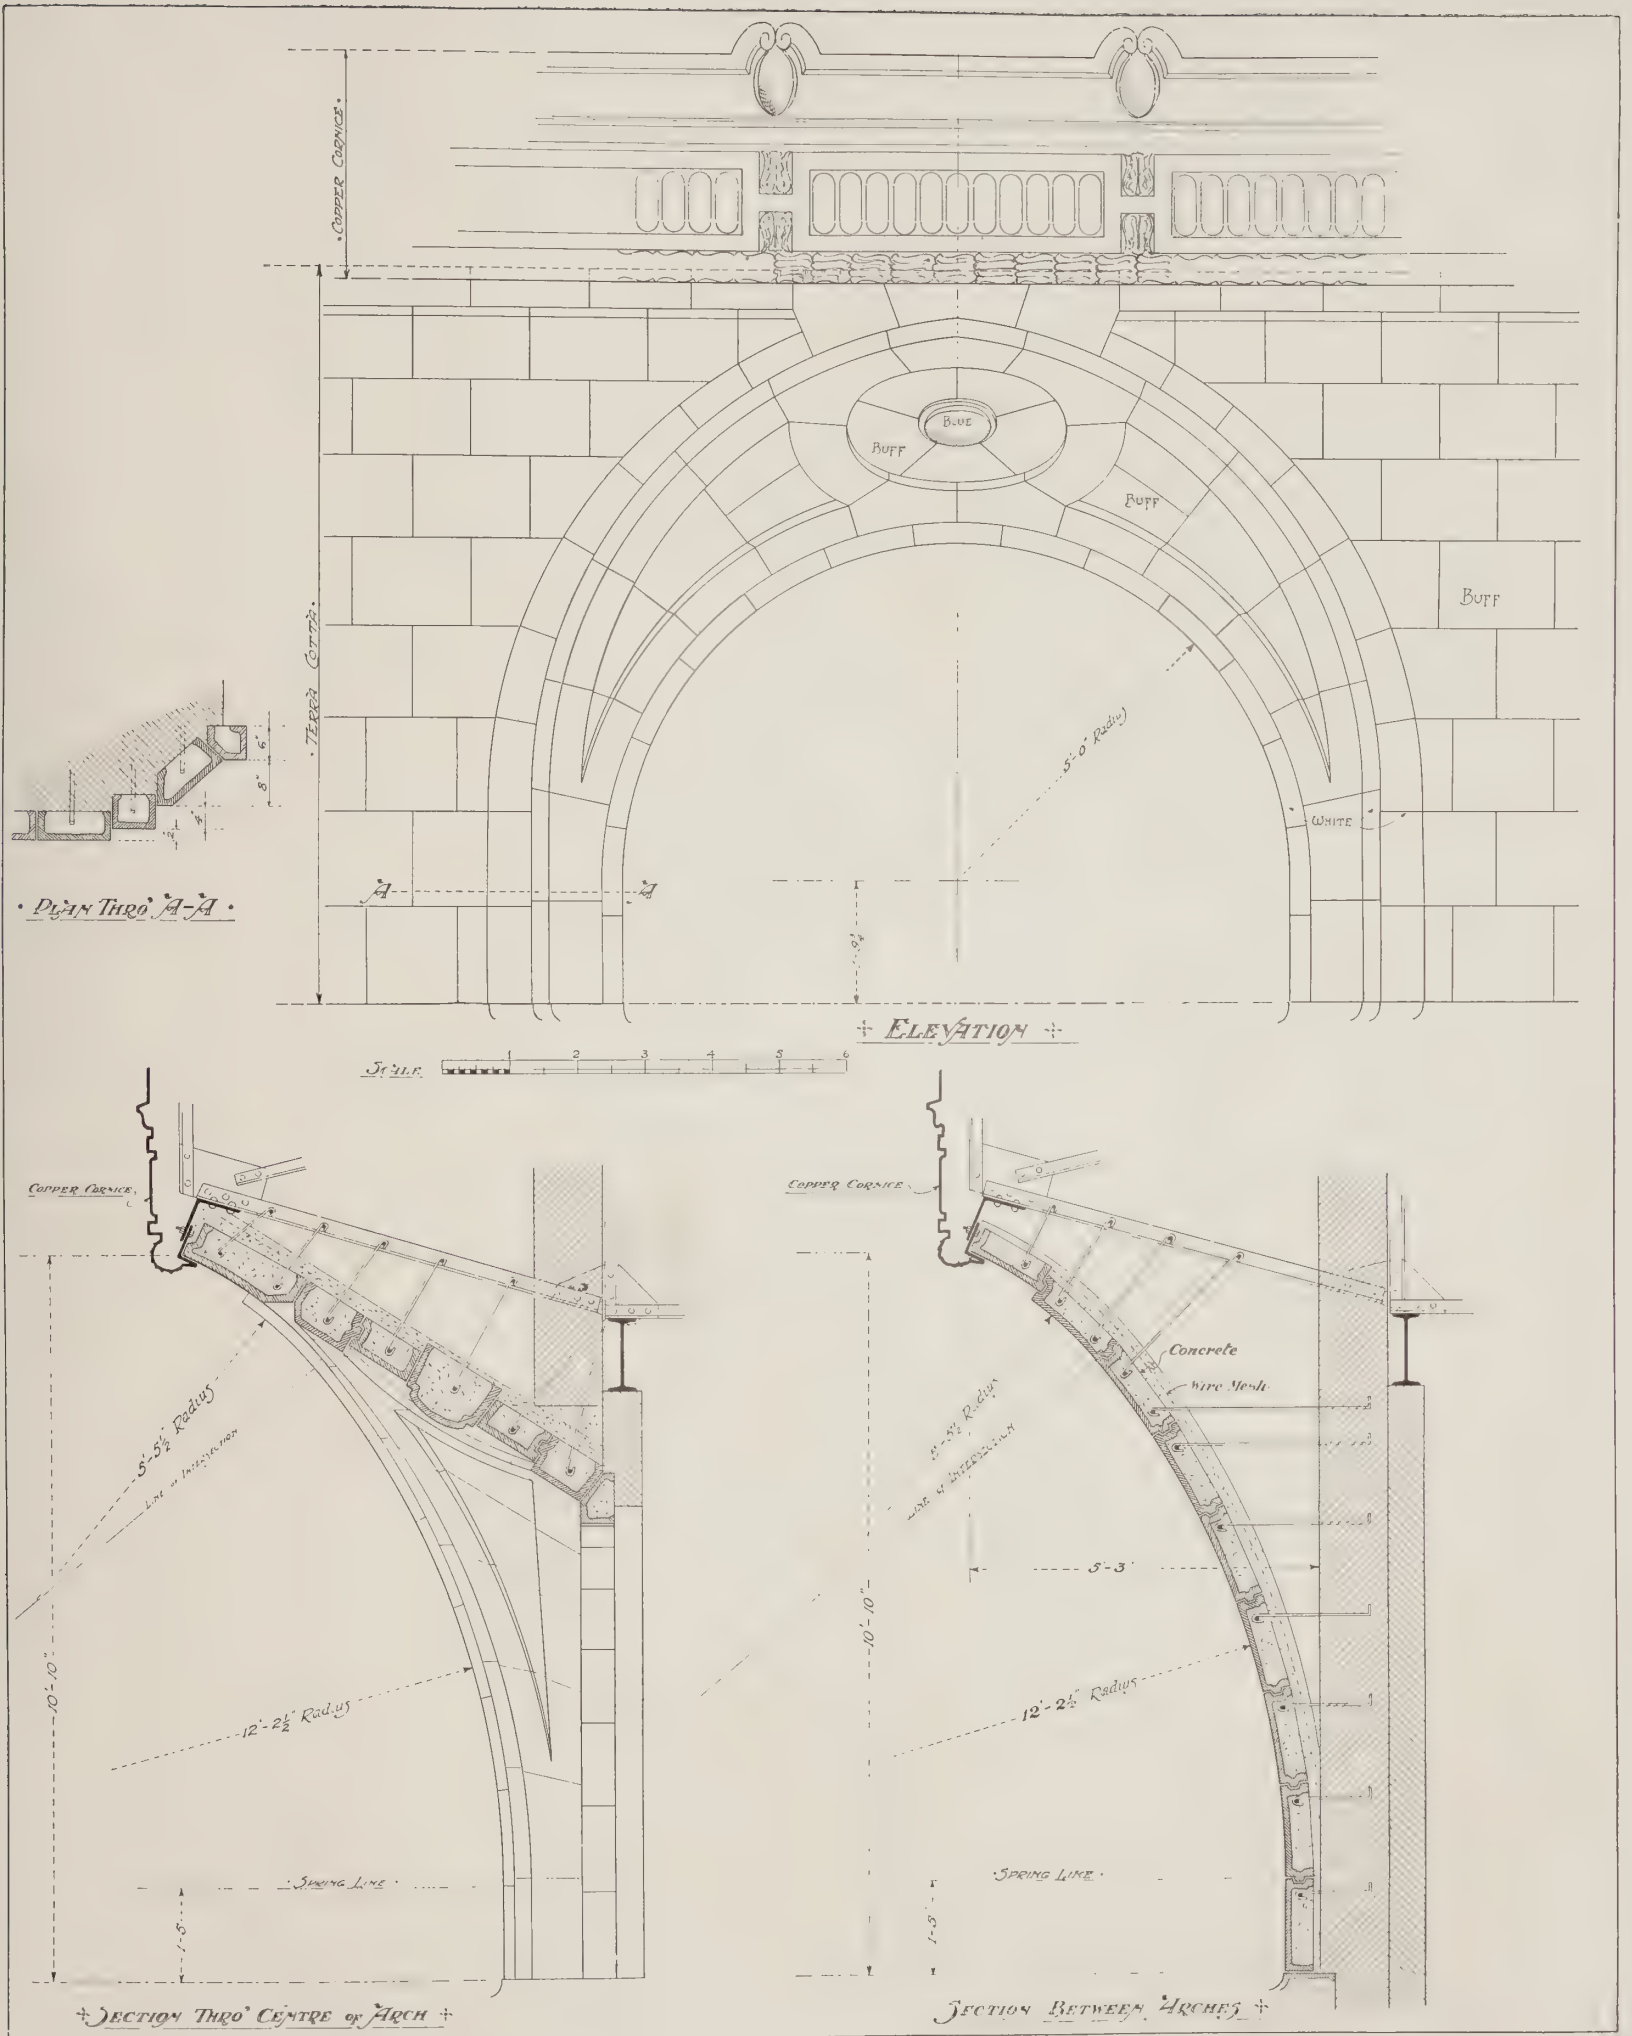 · COPPER CORNICE ·
BLUE
BUFF
BUFF
BUFF
· TERRA COTTA ·
5'-0" Radius
WHITE
6"
8"
4"
A A
· PLAN THRO' A-A ·
ELEVATION
SCALE 1 2 3 4 5 6
COPPER CORNICE
5'-5½" Radius
LINE OF INTERSECTION
10'-10"
12'-2½" Radius
· SPRING LINE ·
1'-5"
SECTION THRO' CENTRE OF ARCH
COPPER CORNICE
Concrete
Wire Mesh
5'-5½" Radius
LINE OF INTERSECTION
5'-3"
10'-10"
12'-2½" Radius
· SPRING LINE ·
1'-5"
SECTION BETWEEN ARCHES